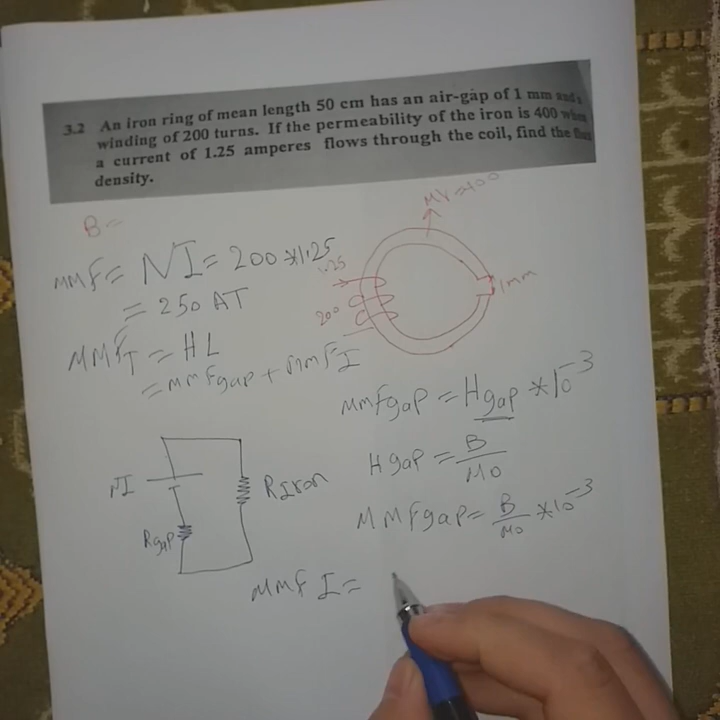 3.2 An iron ring of mean length 50 cm has an air-gap of 1 mm and a
winding of 200 turns. If the permeability of the iron is 400 when
a current of 1.25 amperes flows through the coil, find the flux
density.
B=
Mr=400
mmf = NI = 200*1.25
= 250 AT
1.25
200
1mm
MMFT = HL
= mmFgap + mmFI
mmfgap = Hgap * 10^-3
Hgap = B/M0
MMFgap = B/M0 * 10^-3
NI
RIron
Rgap
MMF I =